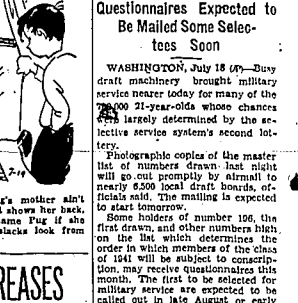 Questionnaires Expected to
Be Mailed Some Selec-
tees Soon
WASHINGTON, July 18 (AP)—Busy
draft machinery brought military
service nearer today for many of the
21-year-olds whose chances
were largely determined by the se-
lective service system's second lot-
tery.
Photographic copies of the master
list of numbers drawn last night
will go out promptly by airmail to
nearly 6,500 local draft boards, of-
ficials said. The mailing is expected
to start tomorrow.
Some holders of number 196, the
first drawn, and other numbers high
on the list which determines the
order in which members of the 'class
of 1941 will be subject to conscrip-
tion, may receive questionnaires this
month. The first to be selected for
military service are expected to be
called out in late August or early
7-19
g's mother ain't
shows her back,
ame Pug if she
slacks look from
REASES